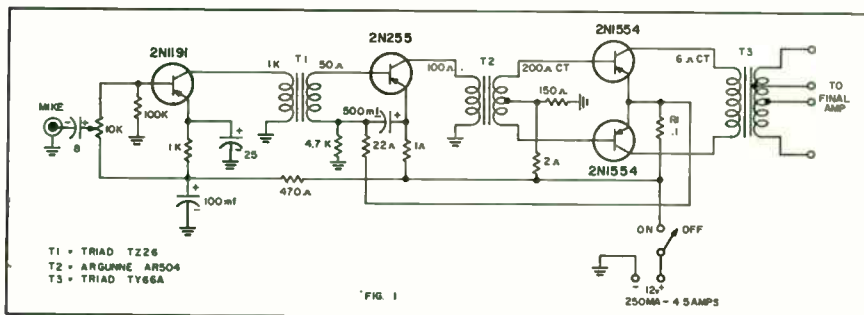 2N1191
2N255
2N1554
T1
1K
50Ω
100Ω
T2
200Ω CT
6Ω CT
T3
MIKE
8
10K
100K
1K
25
500mf
4.7K
22Ω
1Ω
150Ω
2Ω
R1
.1
TO
FINAL
AMP
2N1554
470Ω
100mf
ON
OFF
12v
250MA - 4.5AMPS
T1 = TRIAD TZ26
T2 = ARGUNNE AR504
T3 = TRIAD TY66A
FIG. 1